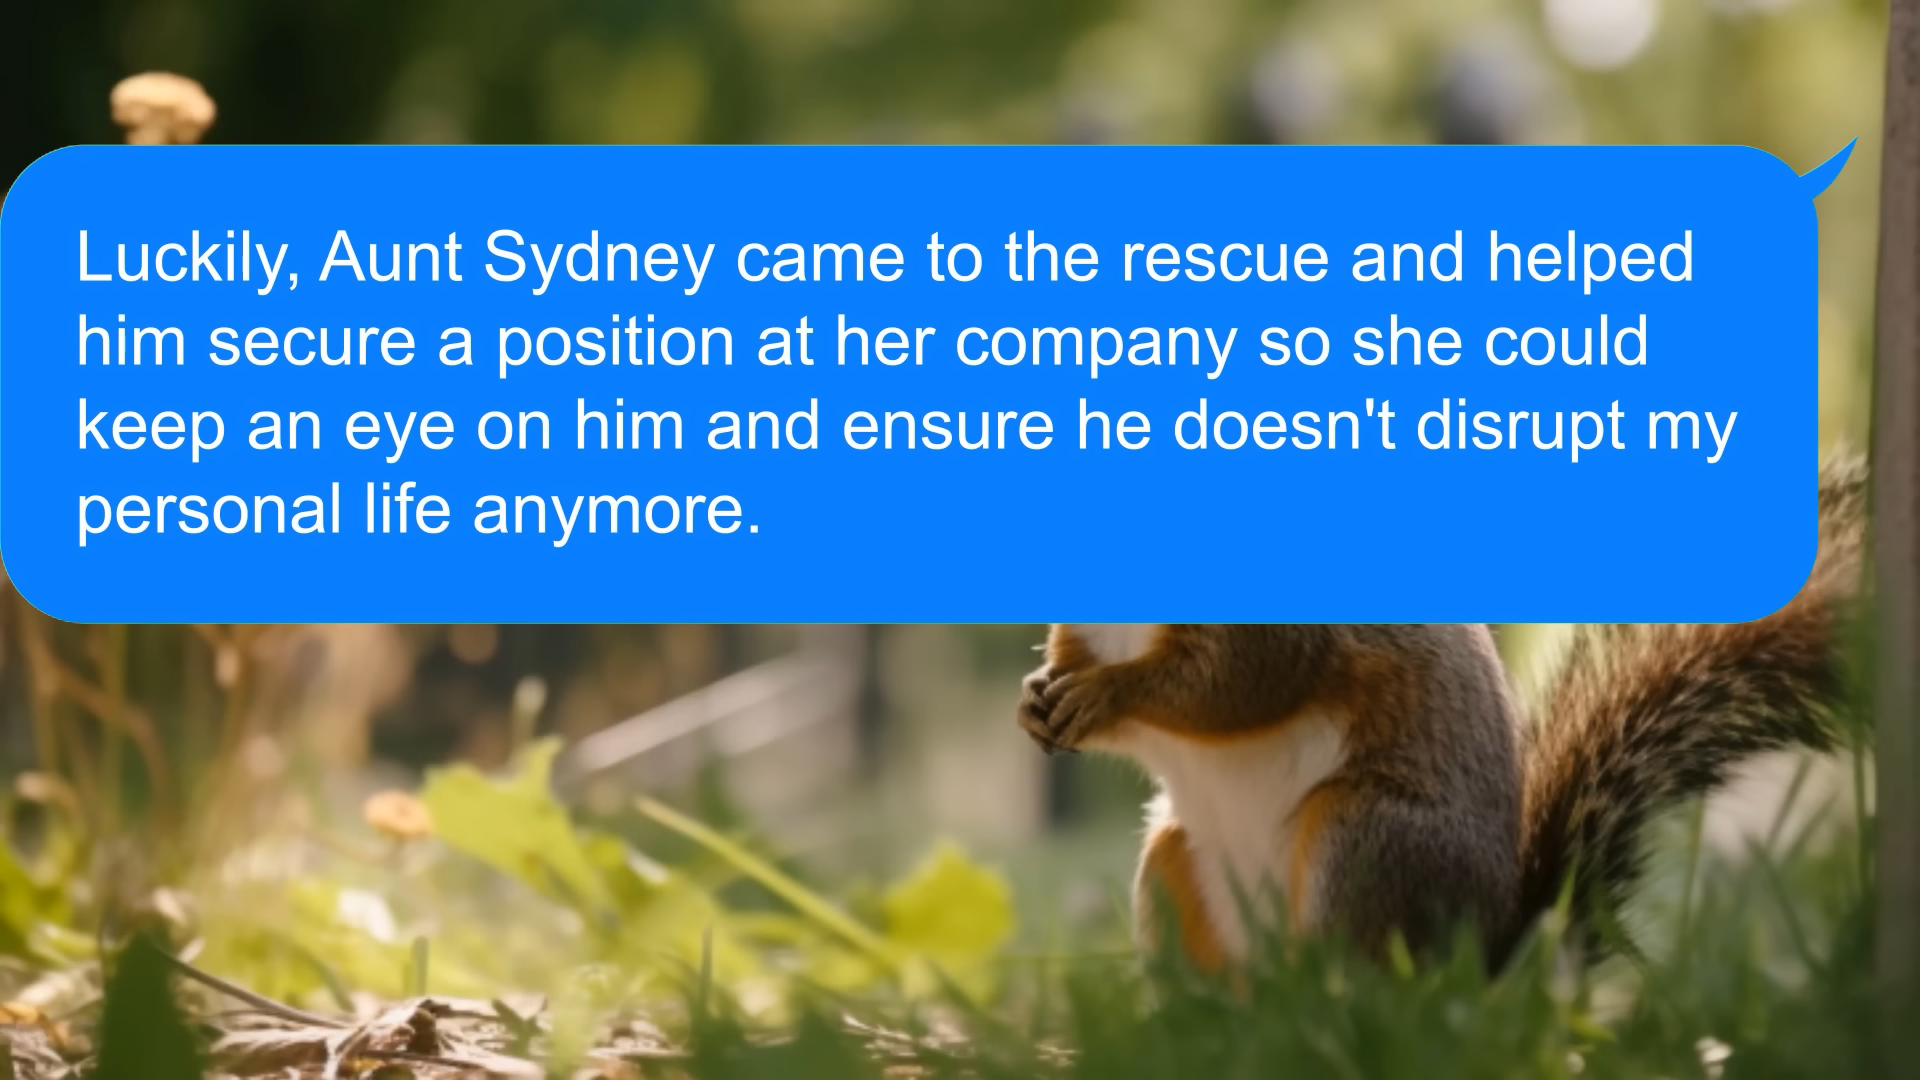 Luckily, Aunt Sydney came to the rescue and helped
him secure a position at her company so she could
keep an eye on him and ensure he doesn't disrupt my
personal life anymore.